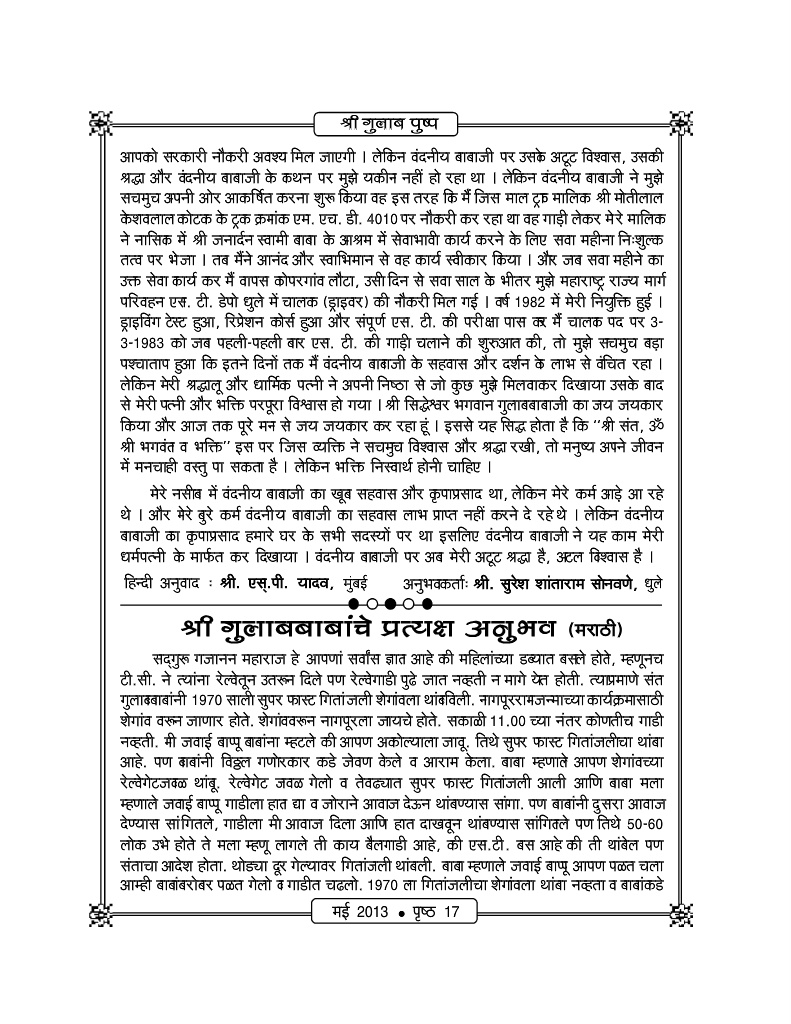 श्री गुलाब पुष्प
आपको सरकारी नौकरी अवश्य मिल जाएगी । लेकिन वंदनीय बाबाजी पर उसके अटूट विश्वास, उसकी
श्रद्धा और वंदनीय बाबाजी के कथन पर मुझे यकीन नहीं हो रहा था । लेकिन वंदनीय बाबाजी ने मुझे
सचमुच अपनी ओर आकर्षित करना शुरू किया वह इस तरह कि मैं जिस माल ट्रक मालिक श्री मोतीलाल
केशवलाल कोटक के ट्रक क्रमांक एम. एच. डी. 4010 पर नौकरी कर रहा था वह गाड़ी लेकर मेरे मालिक
ने नासिक में श्री जनार्दन स्वामी बाबा के आश्रम में सेवाभावी कार्य करने के लिए सवा महीना निःशुल्क
तत्व पर भेजा । तब मैंने आनंद और स्वाभिमान से वह कार्य स्वीकार किया । और जब सवा महीने का
उक्त सेवा कार्य कर मैं वापस कोपरगांव लौटा, उसी दिन से सवा साल के भीतर मुझे महाराष्ट्र राज्य मार्ग
परिवहन एस. टी. डेपो धुले में चालक (ड्राइवर) की नौकरी मिल गई । वर्ष 1982 में मेरी नियुक्ति हुई ।
ड्राइविंग टेस्ट हुआ, रिप्रेशन कोर्स हुआ और संपूर्ण एस. टी. की परीक्षा पास कर मैं चालक पद पर 3-
3-1983 को जब पहली-पहली बार एस. टी. की गाड़ी चलाने की शुरुआत की, तो मुझे सचमुच बड़ा
पश्चाताप हुआ कि इतने दिनों तक मैं वंदनीय बाबाजी के सहवास और दर्शन के लाभ से वंचित रहा ।
लेकिन मेरी श्रद्धालू और धार्मिक पत्नी ने अपनी निष्ठा से जो कुछ मुझे मिलवाकर दिखाया उसके बाद
से मेरी पत्नी और भक्ति परपूरा विश्वास हो गया । श्री सिद्धेश्वर भगवान गुलाबबाबाजी का जय जयकार
किया और आज तक पूरे मन से जय जयकार कर रहा हूं । इससे यह सिद्ध होता है कि ‘‘श्री संत, ॐ
श्री भगवंत व भक्ति’’ इस पर जिस व्यक्ति ने सचमुच विश्वास और श्रद्धा रखी, तो मनुष्य अपने जीवन
में मनचाही वस्तु पा सकता है । लेकिन भक्ति निस्वार्थ होनी चाहिए ।
मेरे नसीब में वंदनीय बाबाजी का खूब सहवास और कृपाप्रसाद था, लेकिन मेरे कर्म आड़े आ रहे
थे । और मेरे बुरे कर्म वंदनीय बाबाजी का सहवास लाभ प्राप्त नहीं करने दे रहे थे । लेकिन वंदनीय
बाबाजी का कृपाप्रसाद हमारे घर के सभी सदस्यों पर था इसलिए वंदनीय बाबाजी ने यह काम मेरी
धर्मपत्नी के मार्फत कर दिखाया । वंदनीय बाबाजी पर अब मेरी अटूट श्रद्धा है, अटल विश्वास है ।
हिन्दी अनुवाद : श्री. एस्.पी. यादव, मुंबई अनुभवकर्ताः श्री. सुरेश शांताराम सोनवणे, धुले
श्री गुलाबबाबांचे प्रत्यक्ष अनुभव (मराठी)
सद्गुरू गजानन महाराज हे आपणां सर्वांस ज्ञात आहे की महिलांच्या डब्यात बसले होते, म्हणूनच
टी.सी. ने त्यांना रेल्वेतून उतरून दिले पण रेल्वेगाडी पुढे जात नव्हती न मागे येत होती. त्याप्रमाणे संत
गुलाबबाबांनी 1970 साली सुपर फास्ट गितांजली शेगांवला थांबविली. नागपूररामजन्माच्या कार्यक्रमासाठी
शेगांव वरून जाणार होते. शेगांववरून नागपूरला जायचे होते. सकाळी 11.00 च्या नंतर कोणतीच गाडी
नव्हती. मी जवाई बाप्पू बाबांना म्हटले की आपण अकोल्याला जावू. तिथे सुपर फास्ट गितांजलीचा थांबा
आहे. पण बाबांनी विठ्ठल गणोरकार कडे जेवण केले व आराम केला. बाबा म्हणाले आपण शेगांवच्या
रेल्वेगेटजवळ थांबू. रेल्वेगेट जवळ गेलो व तेवढ्यात सुपर फास्ट गितांजली आली आणि बाबा मला
म्हणाले जवाई बाप्पू गाडीला हात द्या व जोराने आवाज देऊन थांबण्यास सांगा. पण बाबांनी दुसरा आवाज
देण्यास सांगितले, गाडीला मी आवाज दिला आणि हात दाखवून थांबण्यास सांगितले पण तिथे 50-60
लोक उभे होते ते मला म्हणू लागले ती काय बैलगाडी आहे, की एस.टी. बस आहे की ती थांबेल पण
संताचा आदेश होता. थोड्या दूर गेल्यावर गितांजली थांबली. बाबा म्हणाले जवाई बाप्पू आपण पळत चला
आम्ही बाबांबरोबर पळत गेलो व गाडीत चढलो. 1970 ला गितांजलीचा शेगांवला थांबा नव्हता व बाबांकडे
मई 2013 ● पृष्ठ 17